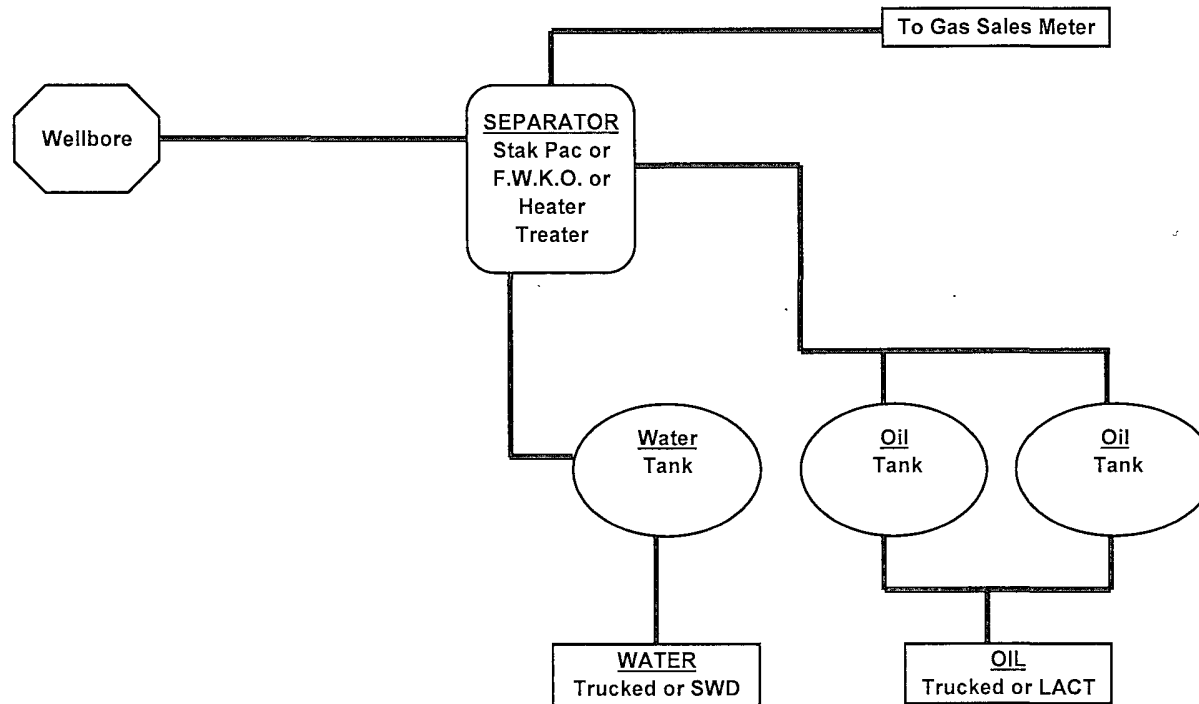 To Gas Sales Meter
Wellbore
SEPARATOR
Stak Pac or
F.W.K.O. or
Heater
Treater
Water
Tank
Oil
Tank
Oil
Tank
WATER
Trucked or SWD
OIL
Trucked or LACT